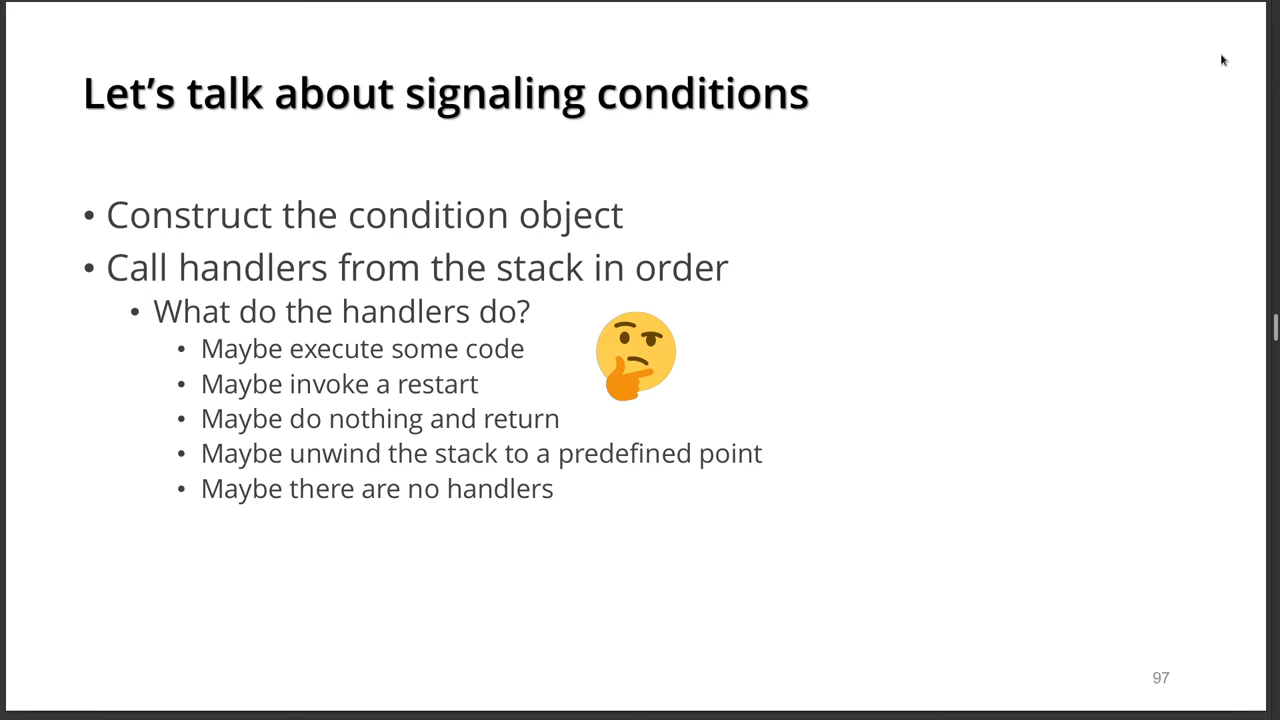 Let’s talk about signaling conditions
• Construct the condition object
• Call handlers from the stack in order
• What do the handlers do?
• Maybe execute some code
• Maybe invoke a restart
• Maybe do nothing and return
• Maybe unwind the stack to a predefined point
• Maybe there are no handlers
97